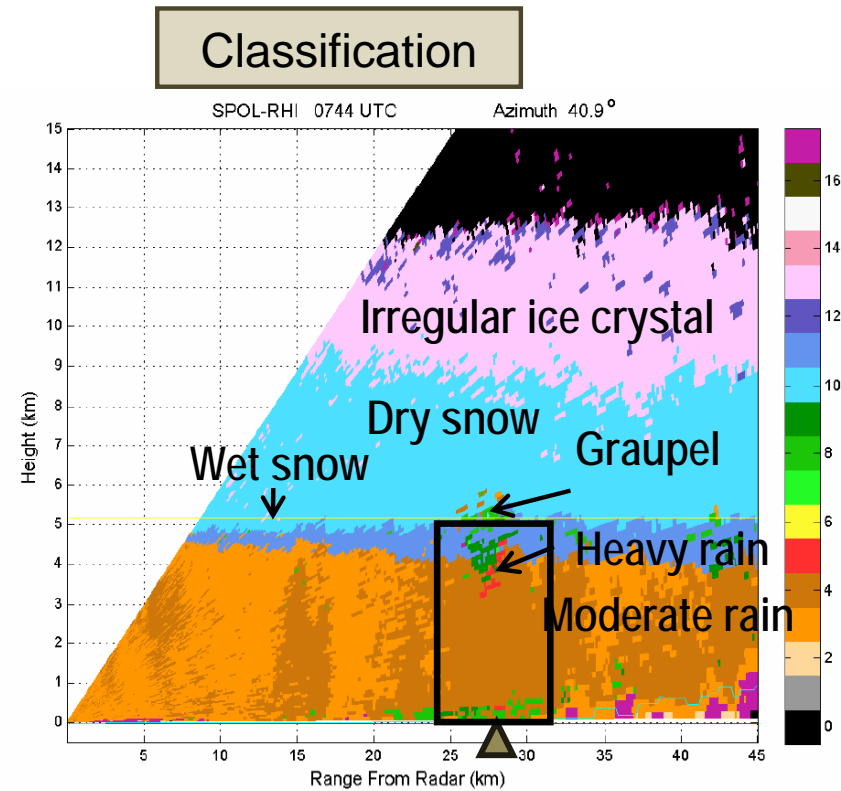 Classification
SPOL-RHI 0744 UTC Azimuth 40.9°
15
14
13
12
11
10
9
8
7
6
5
4
3
2
1
0
Height (km)
Irregular ice crystal
Dry snow
Graupel
Wet snow
Heavy rain
Moderate rain
5 10 15 20 25 30 35 40 45
Range From Radar (km)
16
14
12
10
8
6
4
2
0